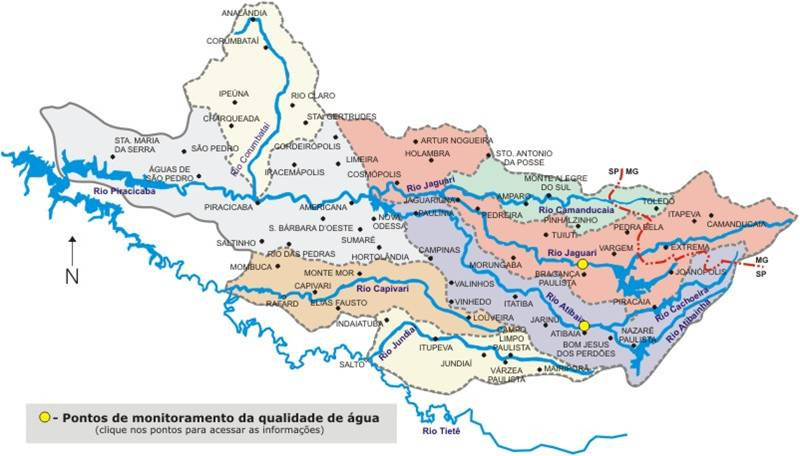 ANALÂNDIA
CORUMBATAÍ
IPEÚNA
RIO CLARO
CHARQUEADA
STA. GERTRUDES
Rio Corumbataí
CORDEIRÓPOLIS
STA. MARIA
DA SERRA
SÃO PEDRO
ÁGUAS DE
SÃO PEDRO
IRACEMÁPOLIS
LIMEIRA
ARTUR NOGUEIRA
HOLAMBRA
STO. ANTONIO
DA POSSE
COSMÓPOLIS
Rio Jaguari
Rio Piracicaba
PIRACICABA
AMERICANA
JAGUARIUNA
PAULÍNIA
PEDREIRA
AMPARO
MONTE ALEGRE
DO SUL
SP
MG
TOLEDO
Rio Camanducaia
PINHALZINHO
PEDRA BELA
ITAPEVA
CAMANDUCAIA
S. BÁRBARA D'OESTE
NOVA
ODESSA
SALTINHO
SUMARÉ
RIO DAS PEDRAS
HORTOLÂNDIA
CAMPINAS
TUIUTI
VARGEM
EXTREMA
MG
SP
Rio Jaguari
MORUNGABA
BRAGANÇA
PAULISTA
JOANÓPOLIS
N
MOMBUCA
MONTE MOR
CAPIVARI
Rio Capivari
RAFARD
ELIAS FAUSTO
VALINHOS
VINHEDO
ITATIBA
Rio Atibaia
PIRACAIA
Rio Cachoeira
Rio Atibainha
LOUVEIRA
INDAIATUBA
CAMPO
LIMPO
PAULISTA
JARINU
ATIBAIA
BOM JESUS
DOS PERDÕES
NAZARÉ
PAULISTA
Rio Jundiaí
ITUPEVA
SALTO
JUNDIAÍ
VÁRZEA
PAULISTA
MAIRIPORÃ
- Pontos de monitoramento da qualidade de água
(clique nos pontos para acessar as informações)
Rio Tietê